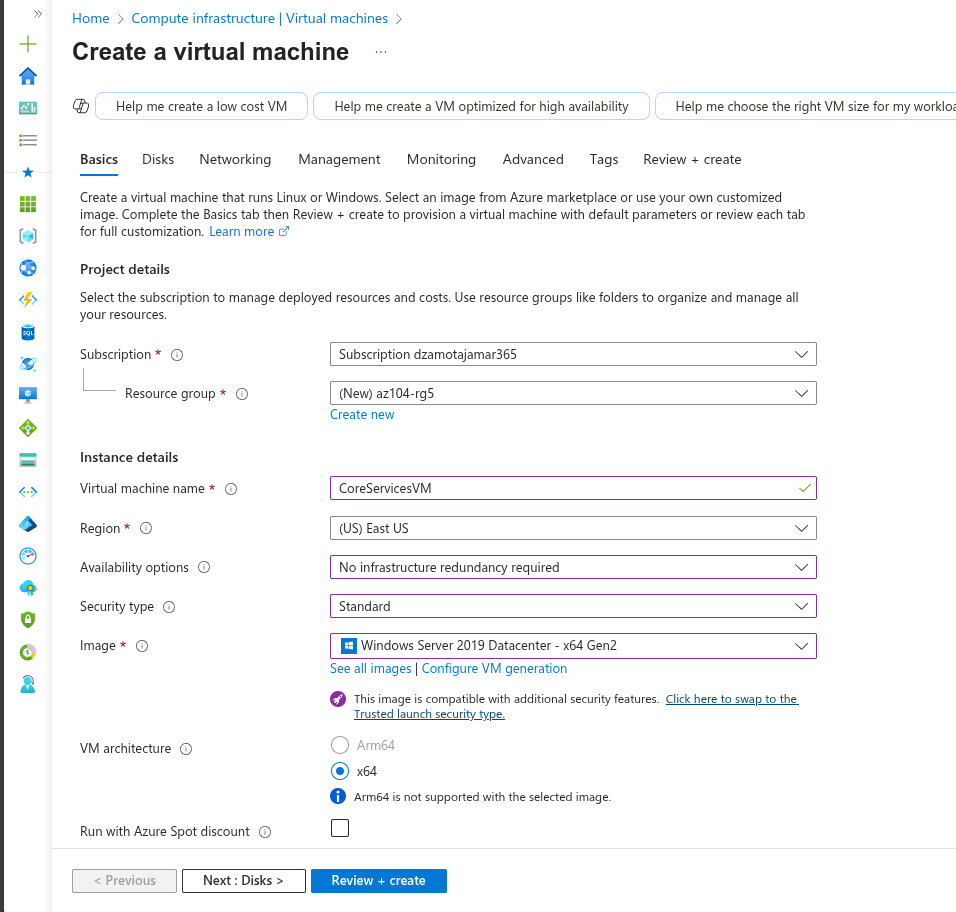 Home > Compute infrastructure | Virtual machines >
Create a virtual machine ...
Help me create a low cost VM
Help me create a VM optimized for high availability
Help me choose the right VM size for my
Basics Disks Networking Management Monitoring Advanced Tags Review + create
Create a virtual machine that runs Linux or Windows. Select an image from Azure marketplace or use your own customized
image. Complete the Basics tab then Review + create to provision a virtual machine with default parameters or review each tab
for full customization. Learn more
Project details
Select the subscription to manage deployed resources and costs. Use resource groups like folders to organize and manage all
your resources.
Subscription * Subscription dzamotajamar365
Resource group * (New) az104-rg5
Create new
Instance details
Virtual machine name * CoreServicesVM
Region * (US) East US
Availability options No infrastructure redundancy required
Security type Standard
Image * Windows Server 2019 Datacenter - x64 Gen2
See all images | Configure VM generation
This image is compatible with additional security features. Click here to swap to the
Trusted launch security type.
VM architecture Arm64
x64
Arm64 is not supported with the selected image.
Run with Azure Spot discount
< Previous Next : Disks > Review + create